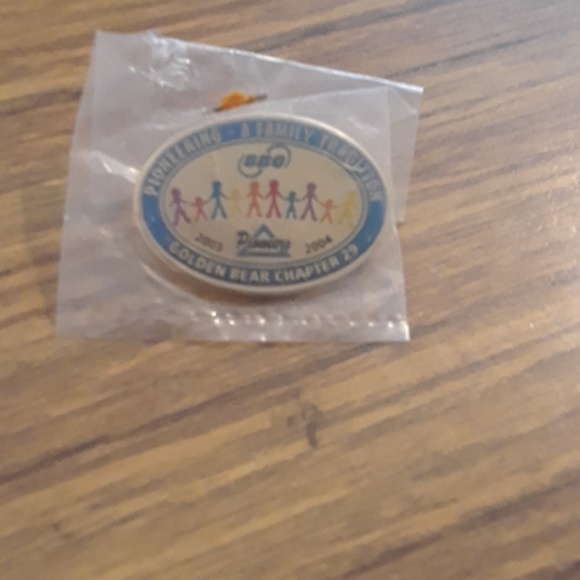 PIONEERING - A FAMILY TRADITION
SBC
2003 Pioneers 2004
GOLDEN BEAR CHAPTER 29